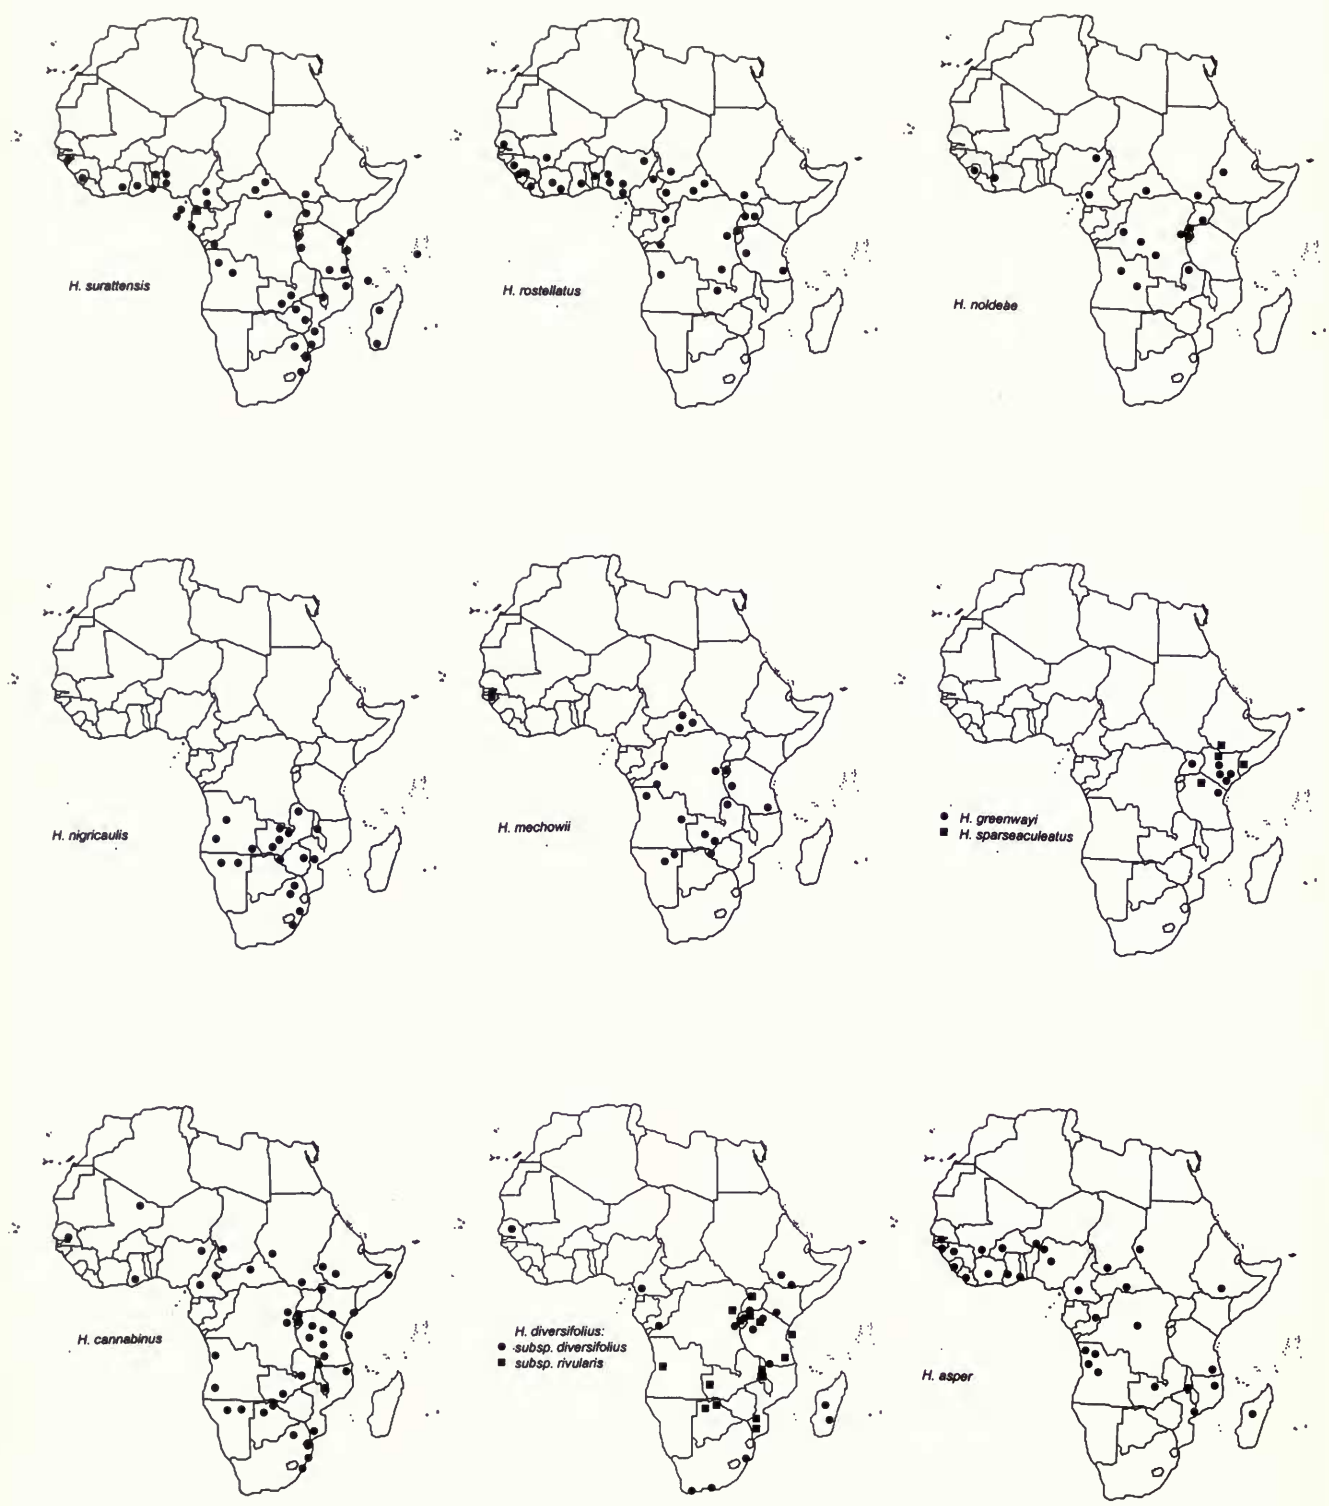 H. surattensis
H. rostellatus
H. noldeae
H. nigricaulis
H. mechowii
H. greenwayi
H. sparseaculeatus
H. cannabinus
H. diversifolius:
subsp. diversifolius
subsp. rivularis
H. asper